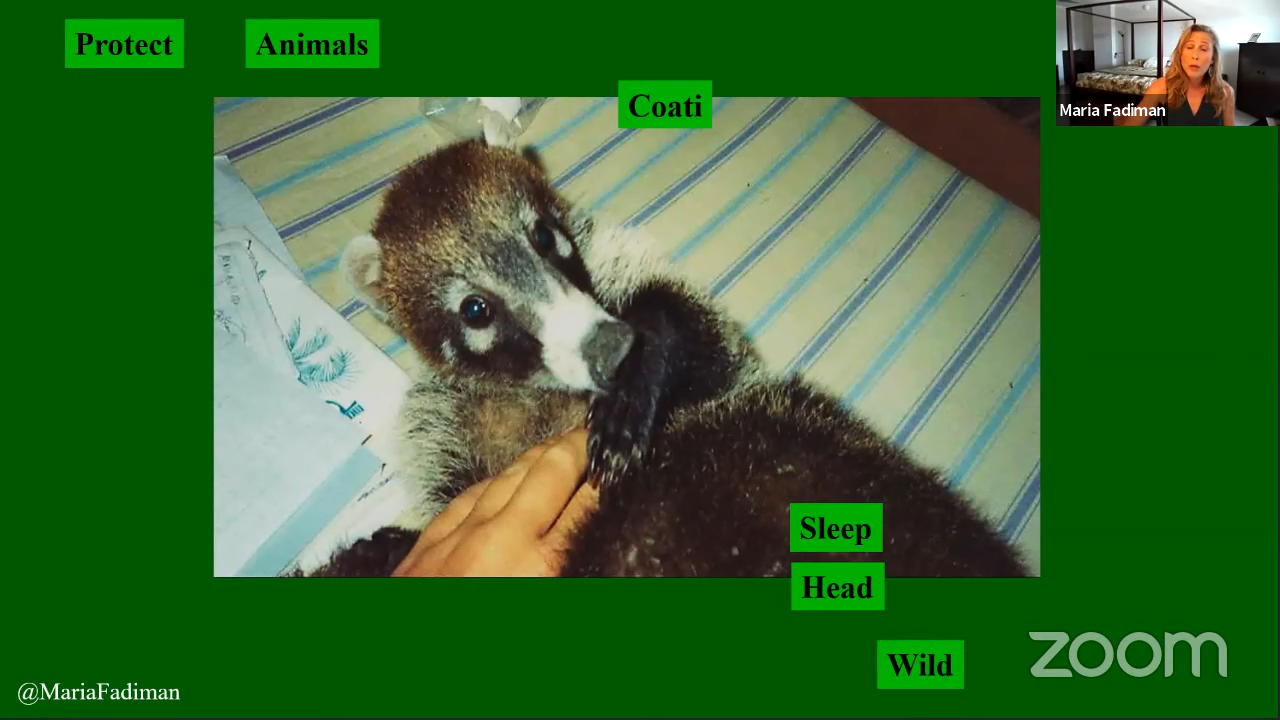 Protect
Animals
Coati
Maria Fadiman
Sleep
Head
Wild
zoom
@MariaFadiman